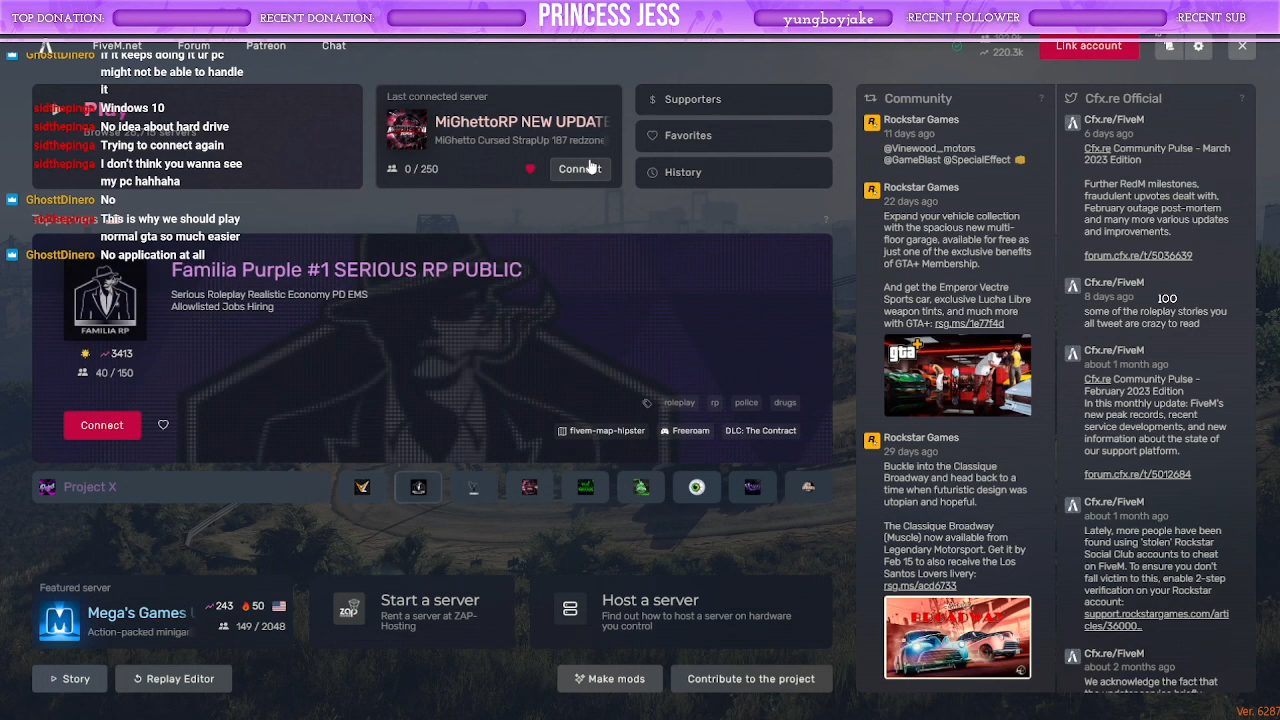 TOP DONATION:
RECENT DONATION:
PRINCESS JESS
yungboyjake
RECENT FOLLOWER
RECENT SUB
FiveM.net
Forum
Patreon
Chat
220.3k
Link account
GhosttDinero If it keeps doing it ur pc
might not be able to handle
it
sidthepinga Windows 10
sidthepinga No Idea about hard drive
sidthepinga Trying to connect again
sidthepinga I don't think you wanna see
my pc hahhaha
GhosttDinero No
This is why we should play
normal gta so much easier
GhosttDinero No application at all
Play
Last connected server
MiGhettoRP NEW UPDATE
MiGhetto Cursed StrapUp 187 redzone
0 / 250
Connect
$ Supporters
Favorites
History
?
Familia Purple #1 SERIOUS RP PUBLIC
Serious Roleplay Realistic Economy PD EMS
Allowlisted Jobs Hiring
FAMILIA RP
3413
40 / 150
Connect
roleplay
rp
police
drugs
fivem-map-hipster
Freeroam
DLC: The Contract
Project X
Featured server
Mega's Games
Action-packed minigar
243
50
149 / 2048
zap
Start a server
Rent a server at ZAP-
Hosting
Host a server
Find out how to host a server on hardware
you control
Story
Replay Editor
Make mods
Contribute to the project
Community
?
Rockstar Games
11 days ago
@Vinewood_motors
@GameBlast @SpecialEffect
Rockstar Games
22 days ago
Expand your vehicle collection
with the spacious new multi-
floor garage, available for free as
just one of the exclusive benefits
of GTA+ Membership.
And get the Emperor Vectre
Sports car, exclusive Lucha Libre
weapon tints, and much more
with GTA+: rsg.ms/1e77f4d
gta+
Rockstar Games
29 days ago
Buckle into the Classique
Broadway and head back to a
time when futuristic design was
utopian and hopeful.
The Classique Broadway
(Muscle) now available from
Legendary Motorsport. Get it by
Feb 15 to also receive the Los
Santos Lovers livery:
rsg.ms/acd6733
BROADWAY
Cfx.re Official
?
Cfx.re/FiveM
6 days ago
Cfx.re Community Pulse - March
2023 Edition
Further RedM milestones,
fraudulent upvotes dealt with,
February outage post-mortem
and many more various updates
and improvements.
forum.cfx.re/t/5036639
Cfx.re/FiveM
8 days ago
100
some of the roleplay stories you
all tweet are crazy to read
Cfx.re/FiveM
about 1 month ago
Cfx.re Community Pulse -
February 2023 Edition
In this monthly update: FiveM's
new peak records, recent
service developments, and new
information about the state of
our support platform.
forum.cfx.re/t/5012684
Cfx.re/FiveM
about 1 month ago
Lately, more people have been
found using 'stolen' Rockstar
Social Club accounts to cheat
on FiveM. To ensure you don't
fall victim to this, enable 2-step
verification on your Rockstar
account:
support.rockstargames.com/arti
cles/36000…
Cfx.re/FiveM
about 2 months ago
We acknowledge the fact that
Ver. 6287